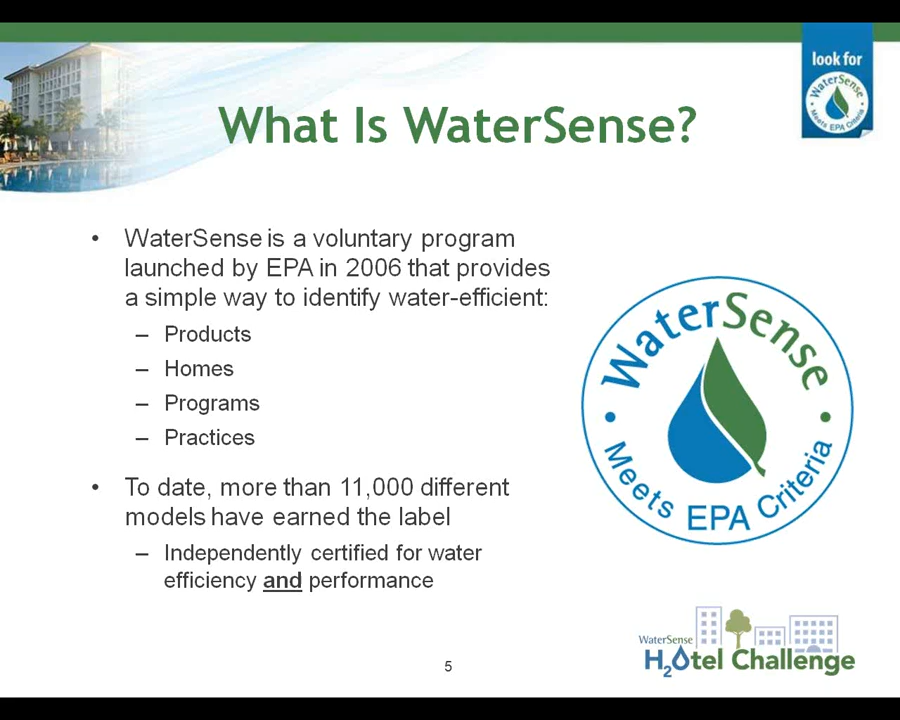 look for
WaterSense
Meets EPA Criteria
What Is WaterSense?
• WaterSense is a voluntary program
launched by EPA in 2006 that provides
a simple way to identify water-efficient:
– Products
– Homes
– Programs
– Practices
• To date, more than 11,000 different
models have earned the label
– Independently certified for water
efficiency and performance
WaterSense
• Meets EPA Criteria •
WaterSense
H2Otel Challenge
5